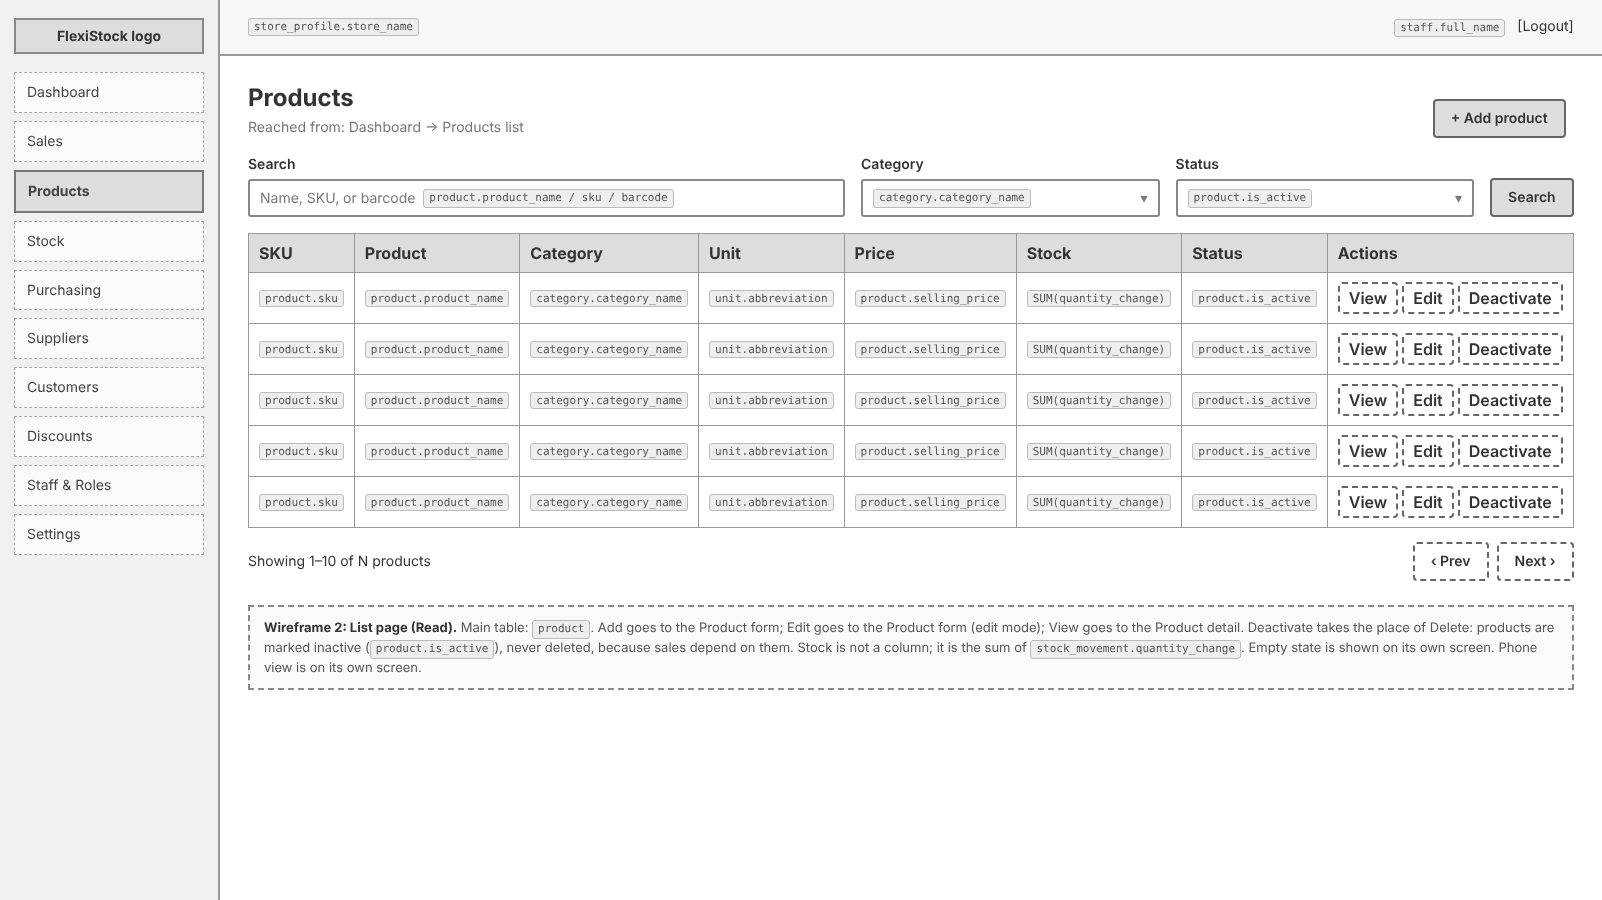 FlexiStock logo
Dashboard
Sales
Products
Stock
Purchasing
Suppliers
Customers
Discounts
Staff & Roles
Settings
store_profile.store_name
staff.full_name [Logout]
Products
Reached from: Dashboard → Products list
+ Add product
Search Category Status
Name, SKU, or barcode product.product_name / sku / barcode category.category_name ▼ product.is_active ▼ Search
SKU Product Category Unit Price Stock Status Actions
product.sku product.product_name category.category_name unit.abbreviation product.selling_price SUM(quantity_change) product.is_active View Edit Deactivate
product.sku product.product_name category.category_name unit.abbreviation product.selling_price SUM(quantity_change) product.is_active View Edit Deactivate
product.sku product.product_name category.category_name unit.abbreviation product.selling_price SUM(quantity_change) product.is_active View Edit Deactivate
product.sku product.product_name category.category_name unit.abbreviation product.selling_price SUM(quantity_change) product.is_active View Edit Deactivate
product.sku product.product_name category.category_name unit.abbreviation product.selling_price SUM(quantity_change) product.is_active View Edit Deactivate
Showing 1–10 of N products
‹ Prev Next ›
Wireframe 2: List page (Read). Main table: product. Add goes to the Product form; Edit goes to the Product form (edit mode); View goes to the Product detail. Deactivate takes the place of Delete: products are
marked inactive (product.is_active), never deleted, because sales depend on them. Stock is not a column; it is the sum of stock_movement.quantity_change. Empty state is shown on its own screen. Phone
view is on its own screen.